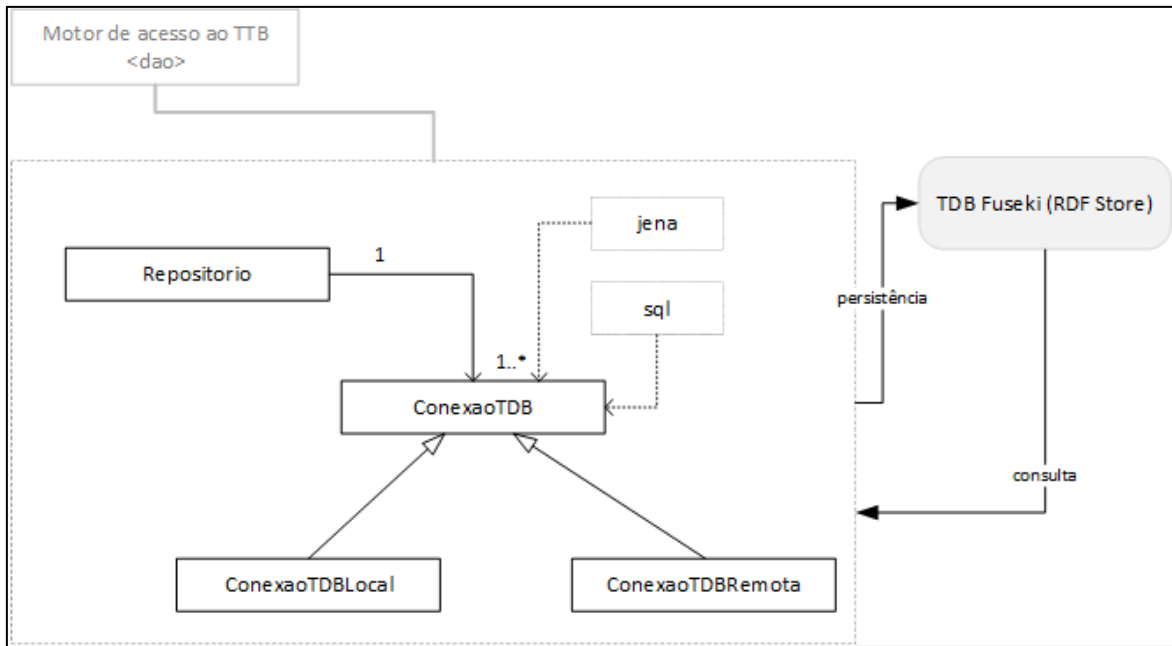 Motor de acesso ao TTB
<dao>
TDB Fuseki (RDF Store)
jena
Repositorio
1
sql
persistência
1..*
ConexaoTDB
consulta
ConexaoTDBLocal
ConexaoTDBRemota